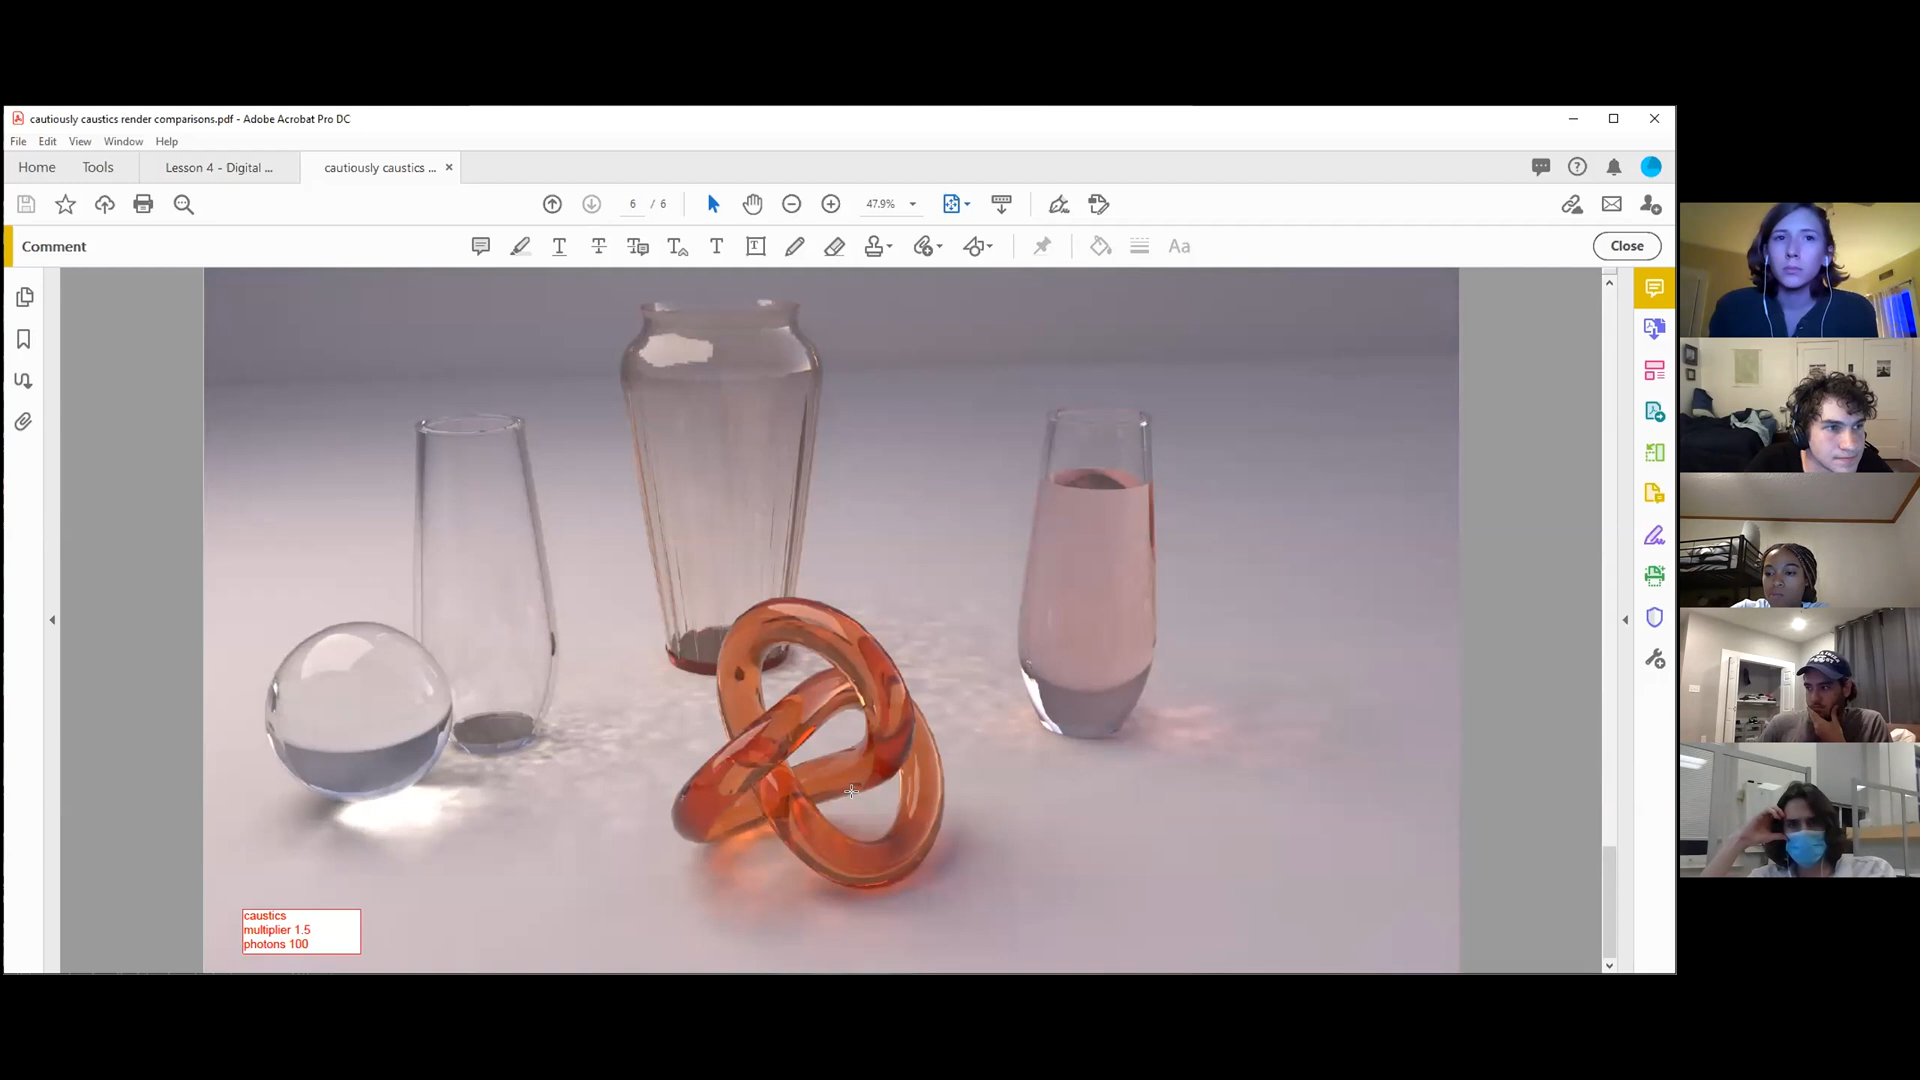 cautiously caustics render comparisons.pdf - Adobe Acrobat Pro DC
File Edit View Window Help
Home Tools Lesson 4 - Digital ... cautiously caustics ... ×
6 / 6 47.9%
Comment
Close
caustics
multiplier 1.5
photons 100